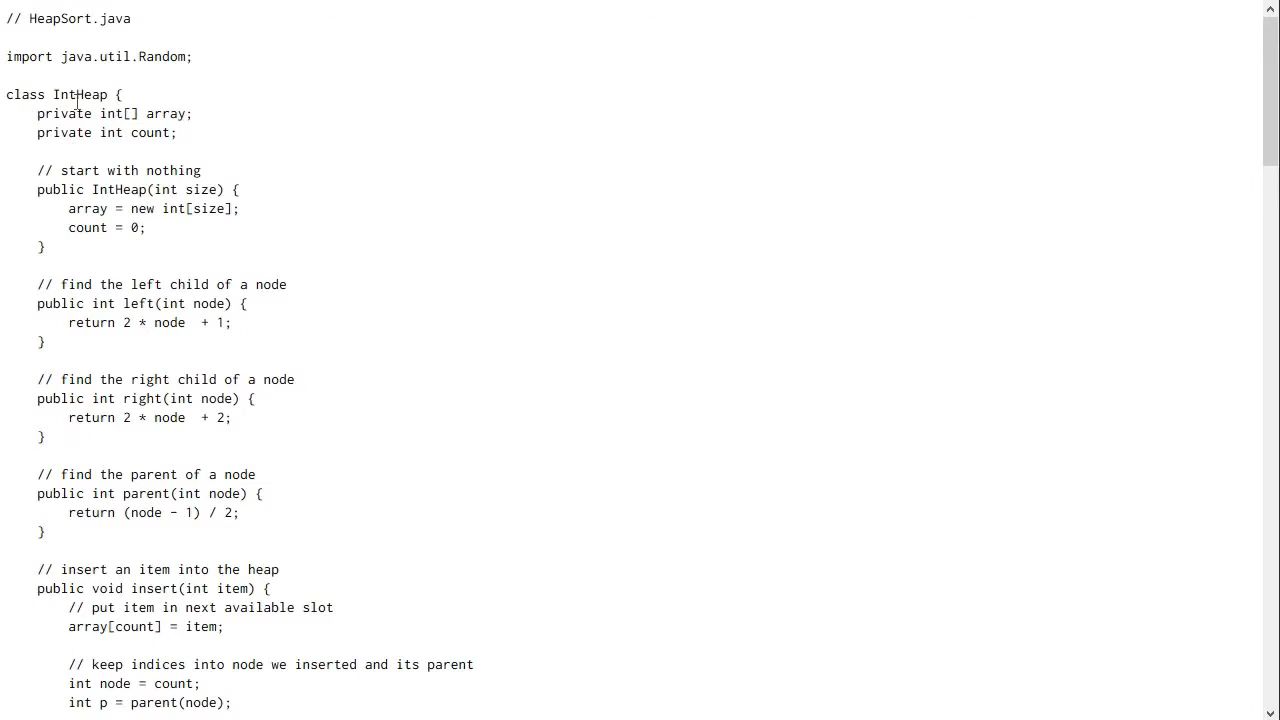 // HeapSort.java
import java.util.Random;
class IntHeap {
    private int[] array;
    private int count;
    // start with nothing
    public IntHeap(int size) {
        array = new int[size];
        count = 0;
    }
    // find the left child of a node
    public int left(int node) {
        return 2 * node  + 1;
    }
    // find the right child of a node
    public int right(int node) {
        return 2 * node  + 2;
    }
    // find the parent of a node
    public int parent(int node) {
        return (node - 1) / 2;
    }
    // insert an item into the heap
    public void insert(int item) {
        // put item in next available slot
        array[count] = item;
        // keep indices into node we inserted and its parent
        int node = count;
        int p = parent(node);